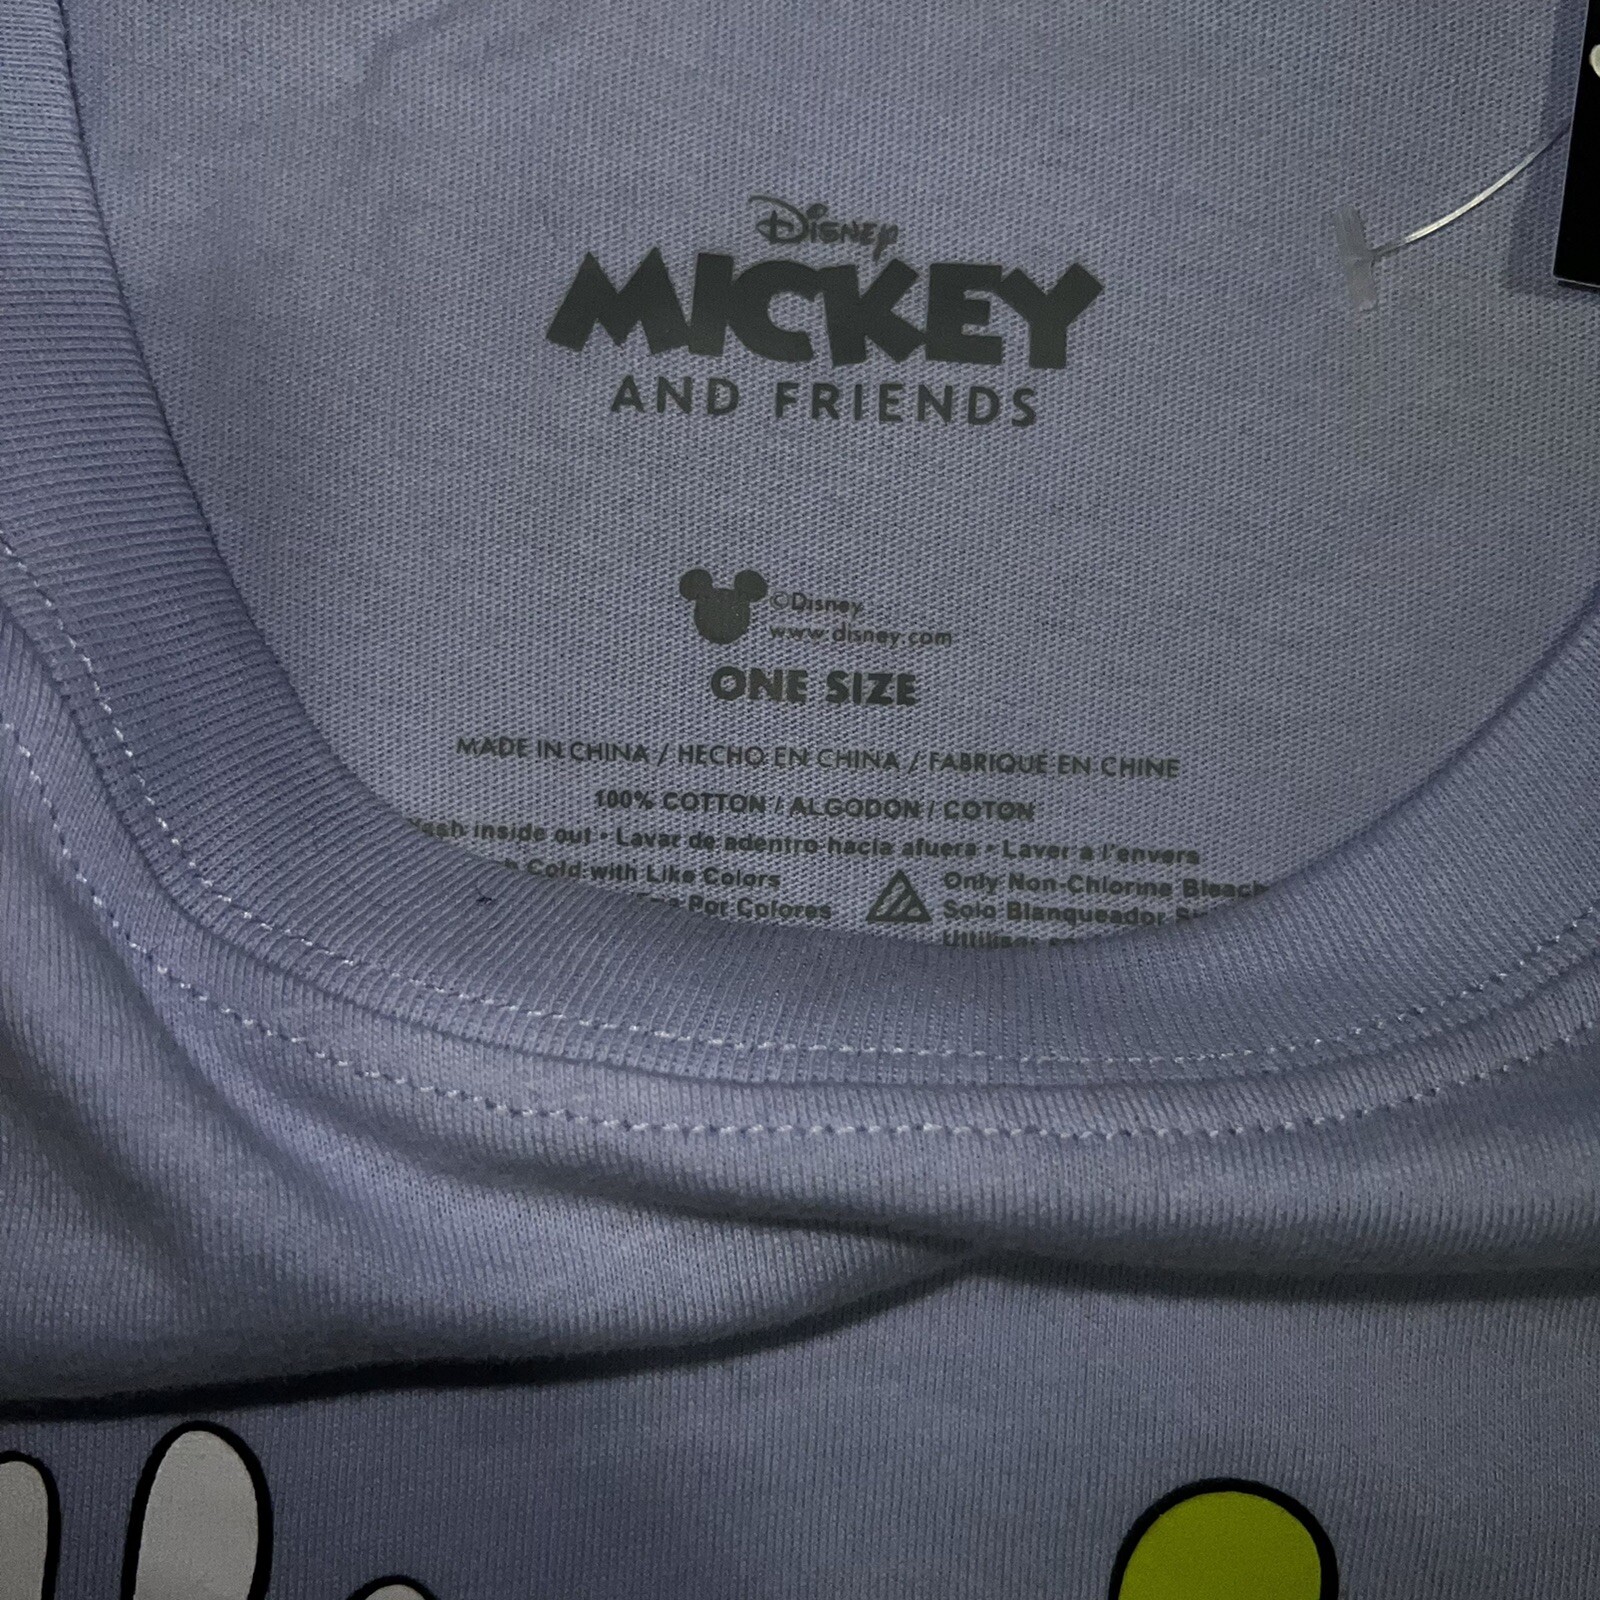 Disney
MICKEY
AND FRIENDS
©Disney
www.disney.com
ONE SIZE
MADE IN CHINA / HECHO EN CHINA / FABRIQUE EN CHINE
100% COTTON / ALGODON / COTON
inside out • Lavar de adentro hacia afuera • Laver a l'envers
Cold with Like Colors
Por Colores
Only Non-Chlorine Bleach
Solo Blanqueador